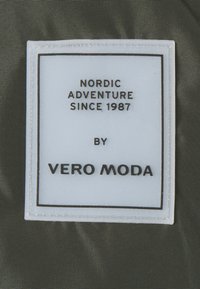 NORDIC
ADVENTURE
SINCE 1987
BY
VERO MODA